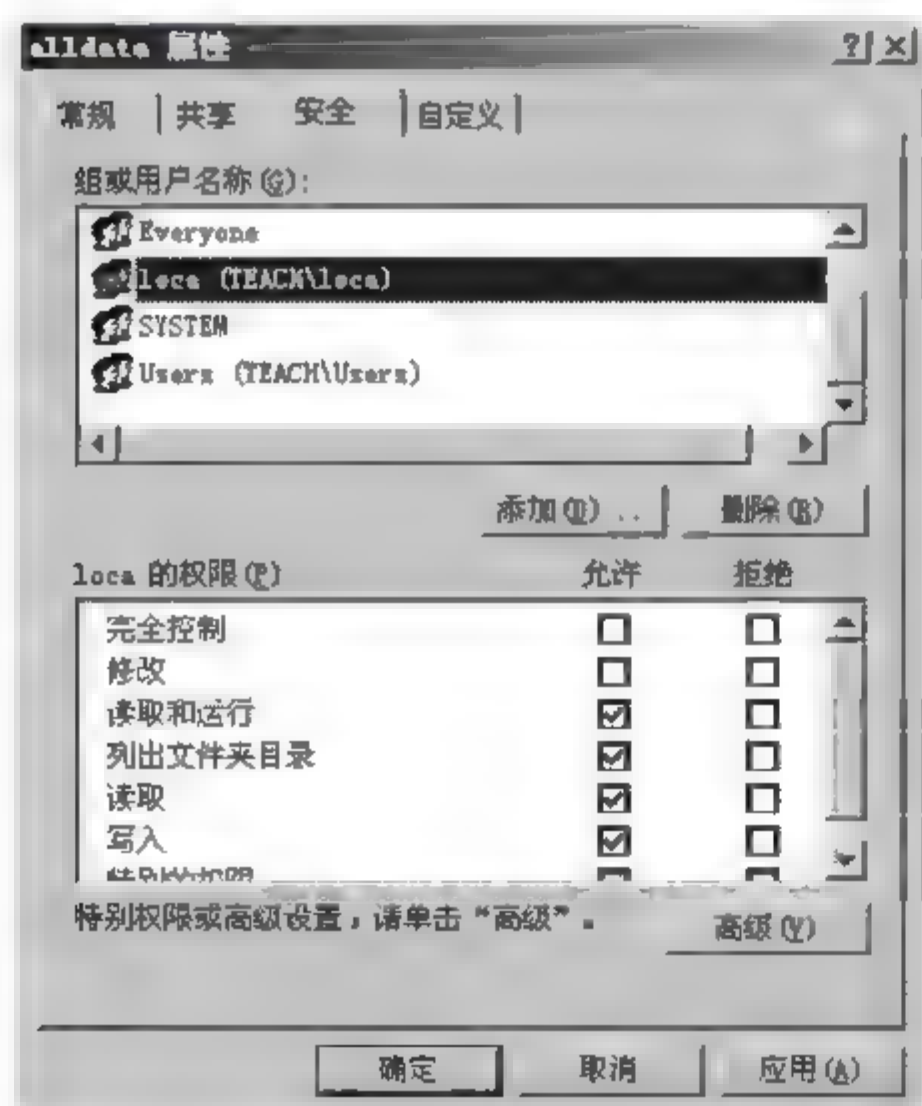 alldata 属性
常规 共享 安全 自定义
组或用户名称(G):
Everyone
loca (TEACH\loca)
SYSTEM
Users (TEACH\Users)
添加(D)... 删除(R)
loca 的权限(P) 允许 拒绝
完全控制
修改
读取和运行
列出文件夹目录
读取
写入
特别权限或高级设置，请单击“高级”。
高级(V)
确定 取消 应用(A)